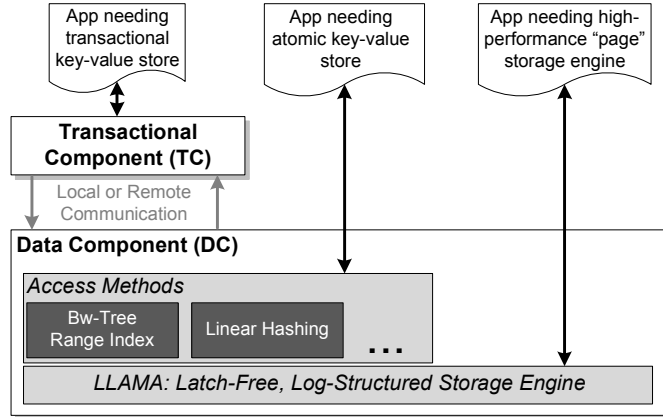 App needing
transactional
key-value store
App needing
atomic key-value
store
App needing high-
performance “page”
storage engine
Transactional
Component (TC)
Local or Remote
Communication
Data Component (DC)
Access Methods
Bw-Tree
Range Index
Linear Hashing
...
LLAMA: Latch-Free, Log-Structured Storage Engine